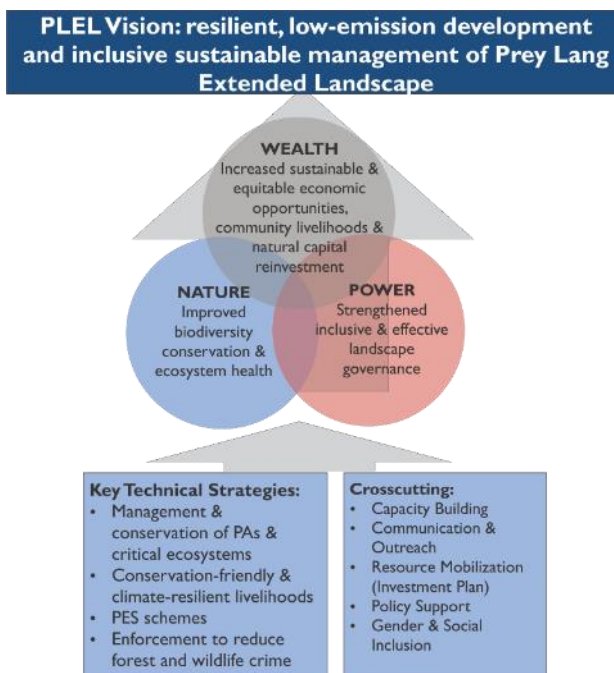 PLEL Vision: resilient, low-emission development
and inclusive sustainable management of Prey Lang
Extended Landscape
WEALTH
Increased sustainable &
equitable economic
opportunities,
community livelihoods &
natural capital
reinvestment
NATURE
Improved
biodiversity
conservation &
ecosystem health
POWER
Strengthened
inclusive & effective
landscape
governance
Key Technical Strategies:
• Management &
conservation of PAs &
critical ecosystems
• Conservation-friendly &
climate-resilient livelihoods
• PES schemes
• Enforcement to reduce
forest and wildlife crime
Crosscutting:
• Capacity Building
• Communication &
Outreach
• Resource Mobilization
(Investment Plan)
• Policy Support
• Gender & Social
Inclusion